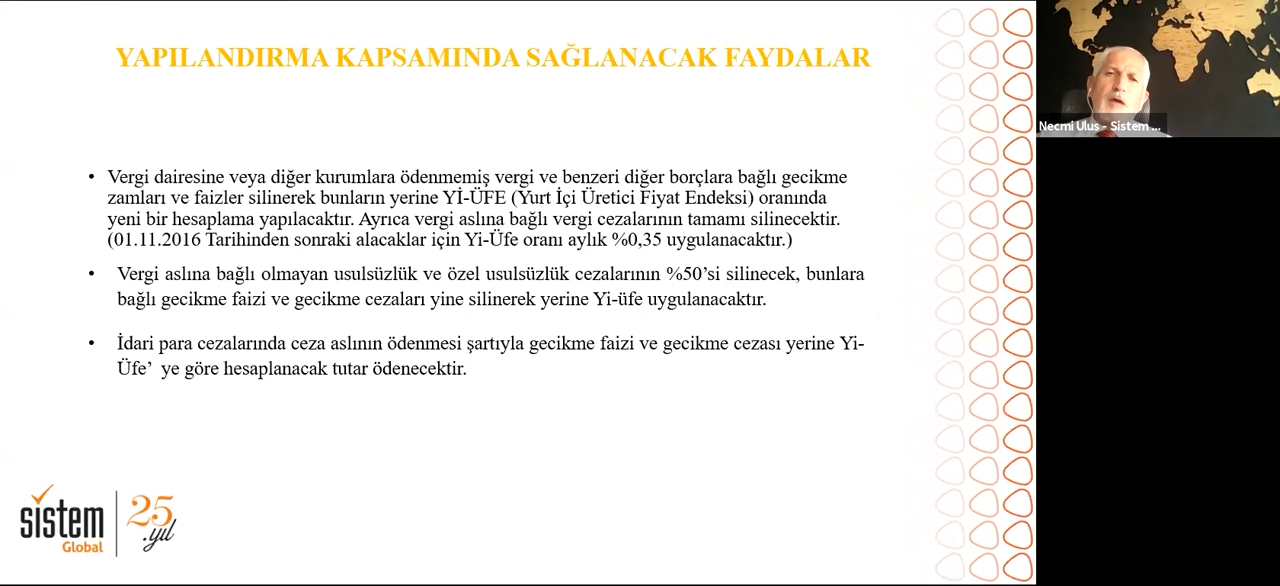 YAPILANDIRMA KAPSAMINDA SAĞLANACAK FAYDALAR
• Vergi dairesine veya diğer kurumlara ödenmemiş vergi ve benzeri diğer borçlara bağlı gecikme
zamları ve faizler silinerek bunların yerine Yİ-ÜFE (Yurt İçi Üretici Fiyat Endeksi) oranında
yeni bir hesaplama yapılacaktır. Ayrıca vergi aslına bağlı vergi cezalarının tamamı silinecektir.
(01.11.2016 Tarihinden sonraki alacaklar için Yi-Üfe oranı aylık %0,35 uygulanacaktır.)
• Vergi aslına bağlı olmayan usulsüzlük ve özel usulsüzlük cezalarının %50’si silinecek, bunlara
bağlı gecikme faizi ve gecikme cezaları yine silinerek yerine Yi-üfe uygulanacaktır.
• İdari para cezalarında ceza aslının ödenmesi şartıyla gecikme faizi ve gecikme cezası yerine Yi-
Üfe’ ye göre hesaplanacak tutar ödenecektir.
Necmi Ulus - Sistem ...
sistem
Global
25
.yıl